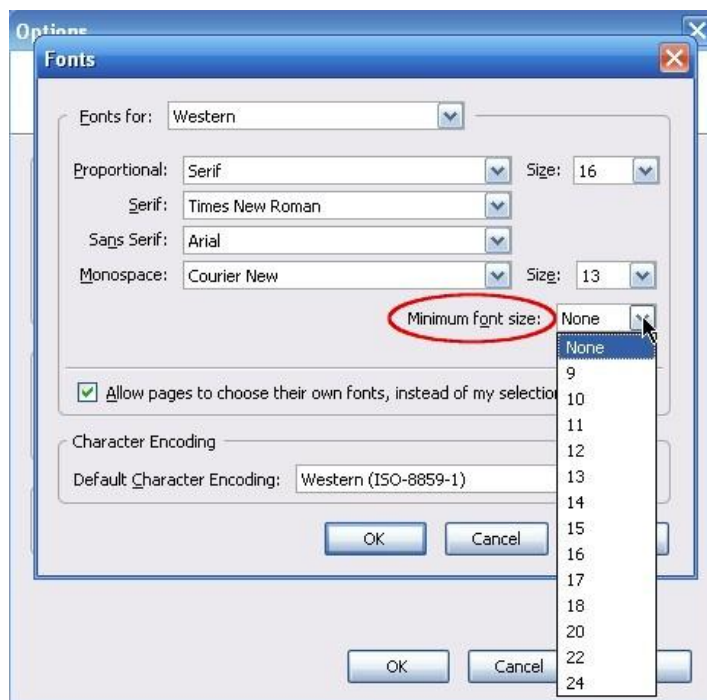 Options
Fonts
Fonts for: Western
Proportional: Serif Size: 16
Serif: Times New Roman
Sans Serif: Arial
Monospace: Courier New Size: 13
Minimum font size: None
None
9
Allow pages to choose their own fonts, instead of my selectio
10
11
Character Encoding
12
Default Character Encoding: Western (ISO-8859-1)
13
14
15
OK Cancel
16
17
18
20
22
OK Cancel
24